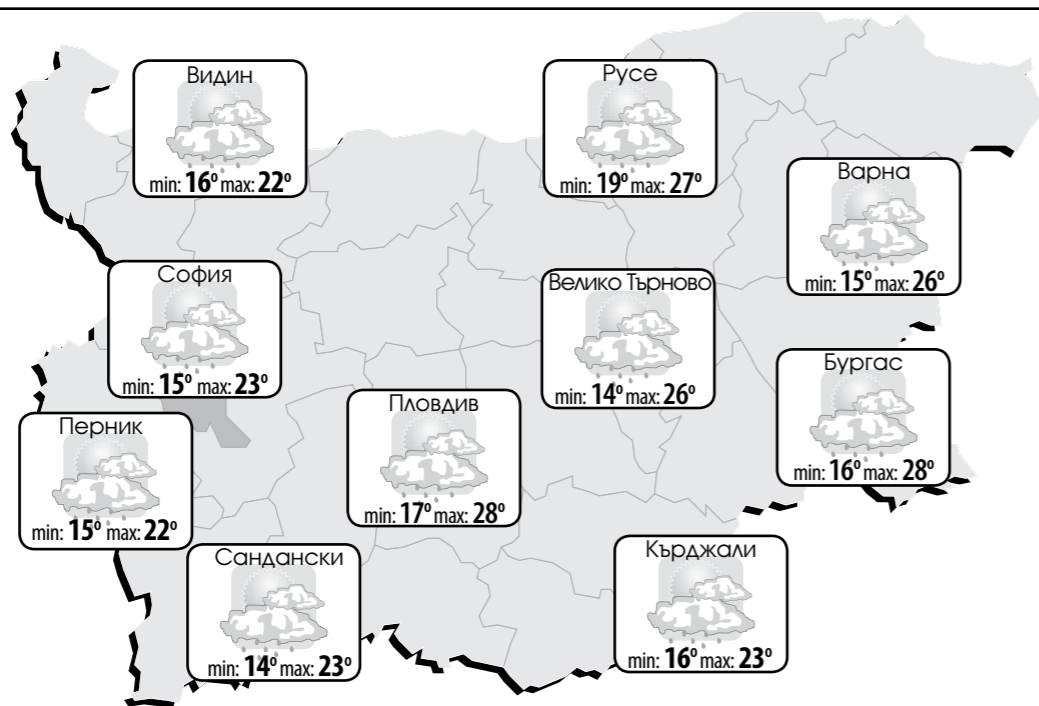 Видин
min: 16° max: 22°
Русе
min: 19° max: 27°
Варна
min: 15° max: 26°
София
min: 15° max: 23°
Велико Търново
min: 14° max: 26°
Бургас
min: 16° max: 28°
Пловдив
min: 17° max: 28°
Перник
min: 15° max: 22°
Сандански
min: 14° max: 23°
Кърджали
min: 16° max: 23°